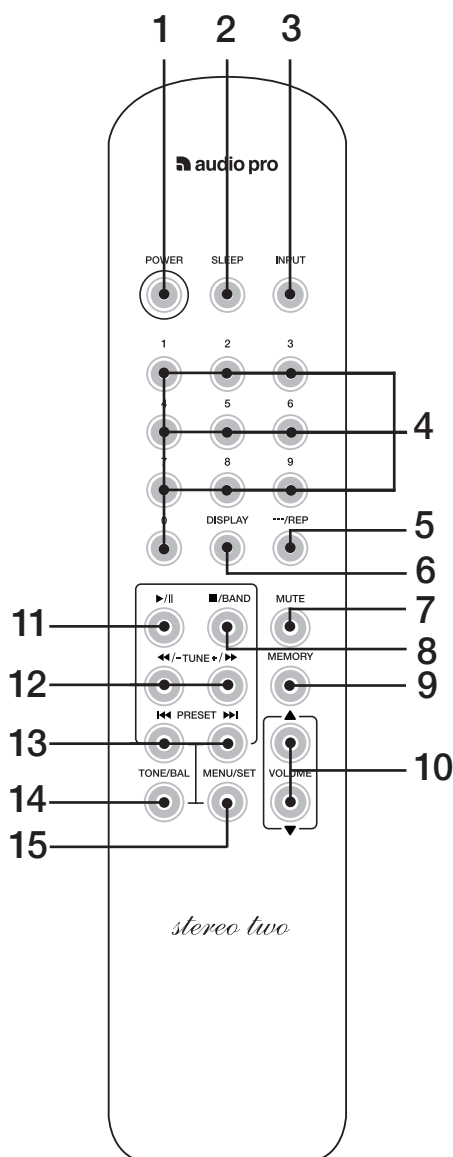 1 2 3
audio pro
POWER SLEEP INPUT
1 2 3
4 5 6
4
7 8 9
0 DISPLAY ---/REP
5
6
▶/II ■/BAND MUTE
11 7
8
◀◀/-TUNE+/▶▶ MEMORY
12 9
I◀◀ PRESET ▶▶I ▲
13 10
TONE/BAL MENU/SET VOLUME
14
15
▼
stereo two